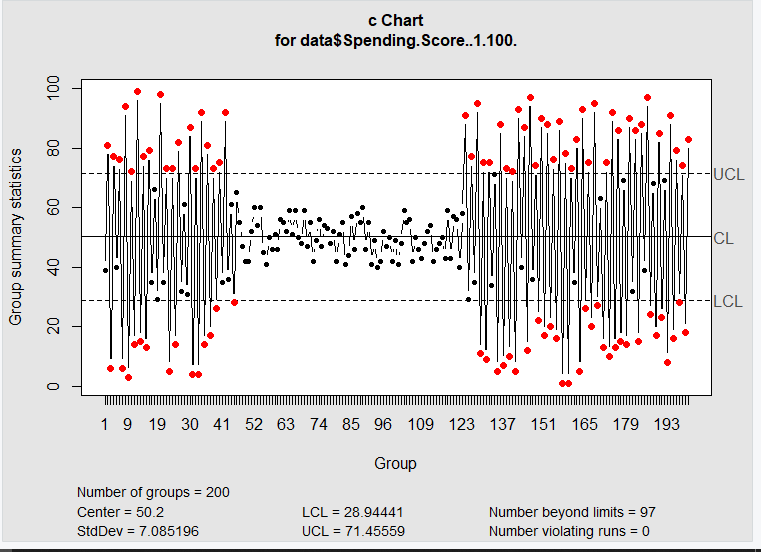 c Chart
for data$Spending.Score..1.100.
Group summary statistics
100
80
60
40
20
0
UCL
CL
LCL
1 9 19 30 41 52 63 74 85 96 109 123 137 151 165 179 193
Group
Number of groups = 200
Center = 50.2 LCL = 28.94441 Number beyond limits = 97
StdDev = 7.085196 UCL = 71.45559 Number violating runs = 0